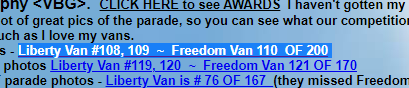 phy <VBG>. CLICK HERE to see AWARDS I haven't gotten my
ot of great pics of the parade, so you can see what our competition
uch as I love my vans.
s - Liberty Van #108, 109 ~ Freedom Van 110 OF 200
photos Liberty Van #119, 120 ~ Freedom Van 121 OF 170
parade photos - Liberty Van is # 76 OF 167 (they missed Freedom